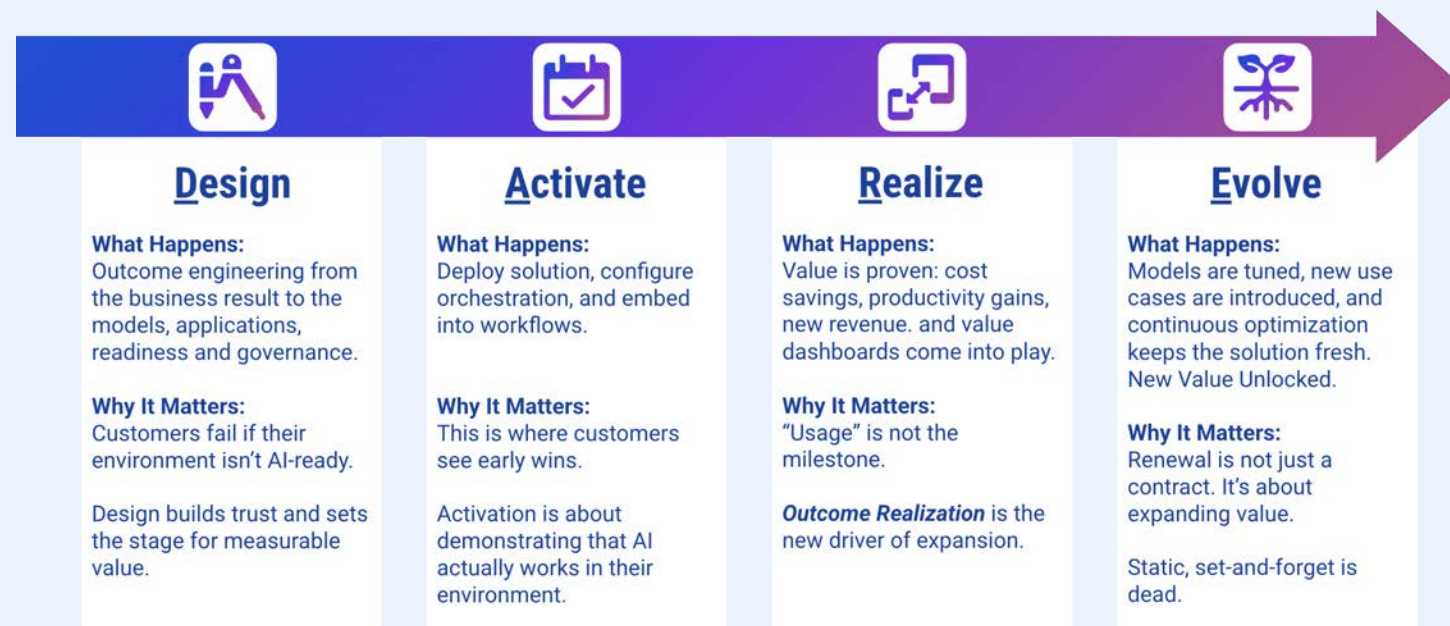 Design
What Happens:
Outcome engineering from
the business result to the
models, applications,
readiness and governance.
Why It Matters:
Customers fail if their
environment isn’t AI-ready.
Design builds trust and sets
the stage for measurable
value.
Activate
What Happens:
Deploy solution, configure
orchestration, and embed
into workflows.
Why It Matters:
This is where customers
see early wins.
Activation is about
demonstrating that AI
actually works in their
environment.
Realize
What Happens:
Value is proven: cost
savings, productivity gains,
new revenue. and value
dashboards come into play.
Why It Matters:
“Usage” is not the
milestone.
Outcome Realization is the
new driver of expansion.
Evolve
What Happens:
Models are tuned, new use
cases are introduced, and
continuous optimization
keeps the solution fresh.
New Value Unlocked.
Why It Matters:
Renewal is not just a
contract. It’s about
expanding value.
Static, set-and-forget is
dead.